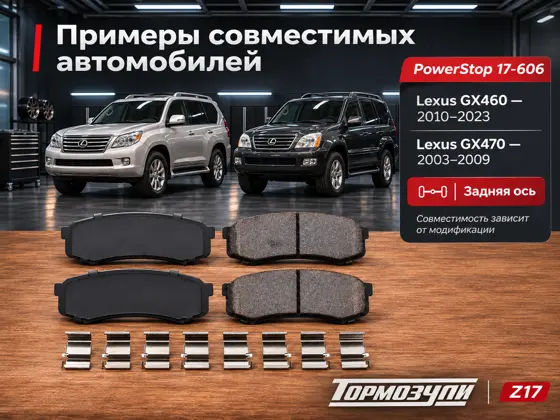 Примеры совместимых
автомобилей
PowerStop 17-606
Lexus GX460 —
2010–2023
Lexus GX470 —
2003–2009
Задняя ось
Совместимость зависит
от модификации
ТОРМОЗУЛИ
Z17